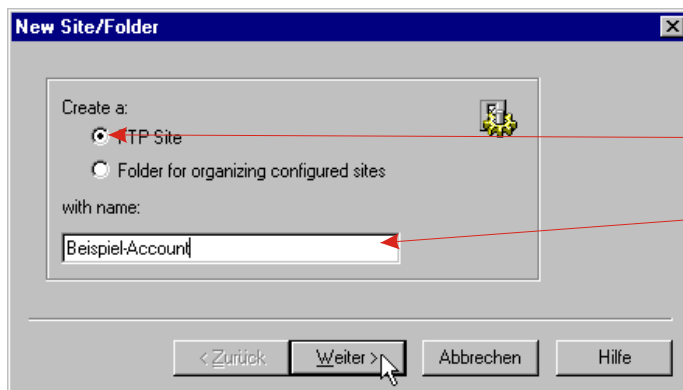 New Site/Folder
Create a:
FTP Site
Folder for organizing configured sites
with name:
Beispiel-Account
< Zurück Weiter > Abbrechen Hilfe